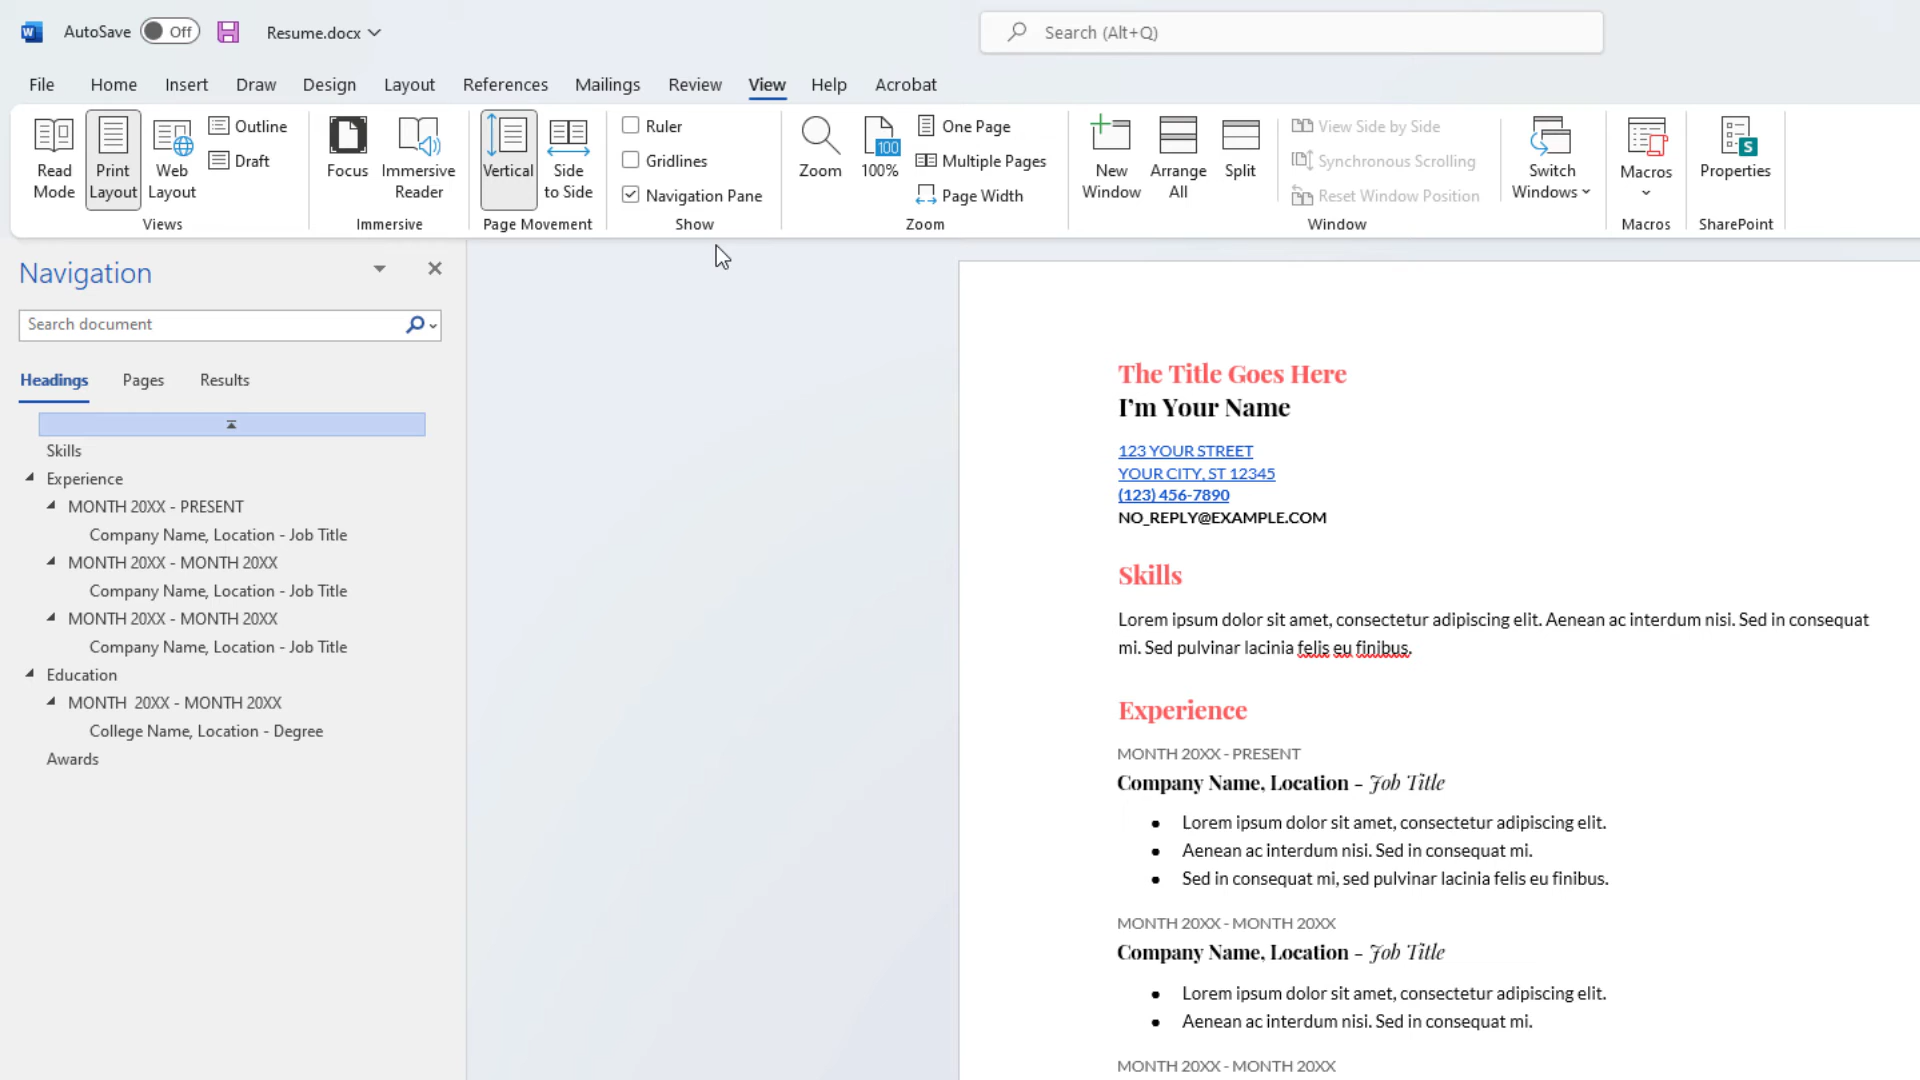 AutoSave Off Resume.docx Search (Alt+Q)
File Home Insert Draw Design Layout References Mailings Review View Help Acrobat
Read Mode
Print Layout
Web Layout
Outline
Draft
Views
Focus
Immersive Reader
Immersive
Vertical
Side to Side
Page Movement
Ruler
Gridlines
Navigation Pane
Show
Zoom
100
100%
One Page
Multiple Pages
Page Width
Zoom
New Window
Arrange All
Split
View Side by Side
Synchronous Scrolling
Reset Window Position
Switch Windows
Window
Macros
Macros
S
Properties
SharePoint
Navigation
Search document
Headings Pages Results
Skills
Experience
MONTH 20XX - PRESENT
Company Name, Location - Job Title
MONTH 20XX - MONTH 20XX
Company Name, Location - Job Title
MONTH 20XX - MONTH 20XX
Company Name, Location - Job Title
Education
MONTH  20XX - MONTH 20XX
College Name, Location - Degree
Awards
The Title Goes Here
I'm Your Name
123 YOUR STREET
YOUR CITY, ST 12345
(123) 456-7890
NO_REPLY@EXAMPLE.COM
Skills
Lorem ipsum dolor sit amet, consectetur adipiscing elit. Aenean ac interdum nisi. Sed in consequat
mi. Sed pulvinar lacinia felis eu finibus.
Experience
MONTH 20XX - PRESENT
Company Name, Location – Job Title
● Lorem ipsum dolor sit amet, consectetur adipiscing elit.
● Aenean ac interdum nisi. Sed in consequat mi.
● Sed in consequat mi, sed pulvinar lacinia felis eu finibus.
MONTH 20XX - MONTH 20XX
Company Name, Location – Job Title
● Lorem ipsum dolor sit amet, consectetur adipiscing elit.
● Aenean ac interdum nisi. Sed in consequat mi.
MONTH 20XX - MONTH 20XX